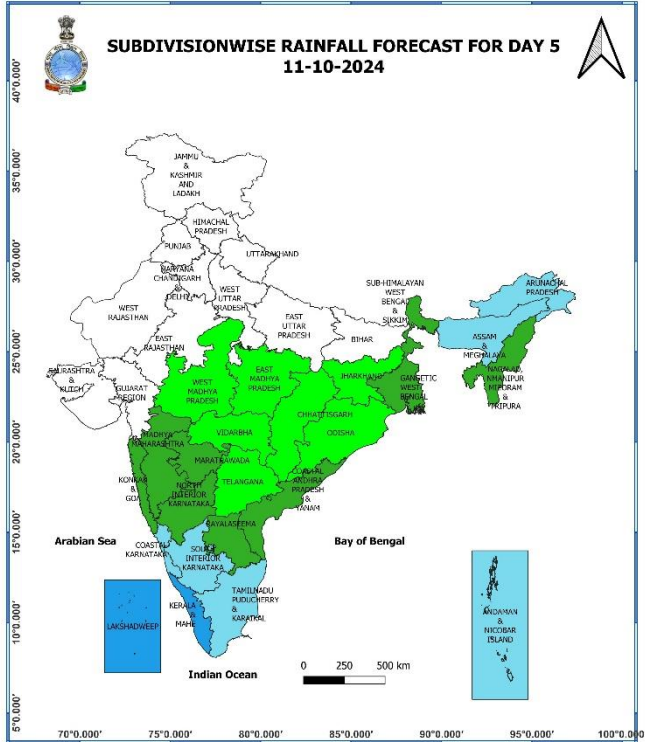 SUBDIVISIONWISE RAINFALL FORECAST FOR DAY 5
11-10-2024
40°0.000'
35°0.000'
30°0.000'
25°0.000'
20°0.000'
15°0.000'
10°0.000'
5°0.000'
JAMMU
&
KASHMIR
AND
LADAKH
HIMACHAL
PRADESH
PUNJAB
UTTARAKHAND
HARYANA
CHANDIGARH
&
DELHI
WEST
UTTAR
PRADESH
WEST
RAJASTHAN
EAST
RAJASTHAN
EAST
UTTAR
PRADESH
BIHAR
SUB-HIMALAYAN
WEST
BENGAL
&
SIKKIM
ARUNACHAL
PRADESH
ASSAM
&
MEGHALAYA
NAGALAND
MANIPUR
MIZORAM
&
TRIPURA
SAURASHTRA
&
KUTCH
GUJARAT
REGION
WEST
MADHYA
PRADESH
EAST
MADHYA
PRADESH
JHARKHAND
GANGETIC
WEST
BENGAL
CHHATTISGARH
ODISHA
VIDARBHA
MADHYA
MAHARASHTRA
MARATHAWADA
TELANGANA
KONKAN
&
GOA
NORTH
INTERIOR
KARNATAKA
COASTAL
ANDHRA
PRADESH
&
YANAM
RAYALASEEMA
COASTAL
KARNATAKA
SOUTH
INTERIOR
KARNATAKA
TAMILNADU
PUDUCHERRY
&
KARAIKAL
KERALA
&
MAHE
LAKSHADWEEP
ANDAMAN
&
NICOBAR
ISLAND
Arabian Sea
Bay of Bengal
Indian Ocean
0 250 500 km
70°0.000' 75°0.000' 80°0.000' 85°0.000' 90°0.000' 95°0.000' 100°0.000'